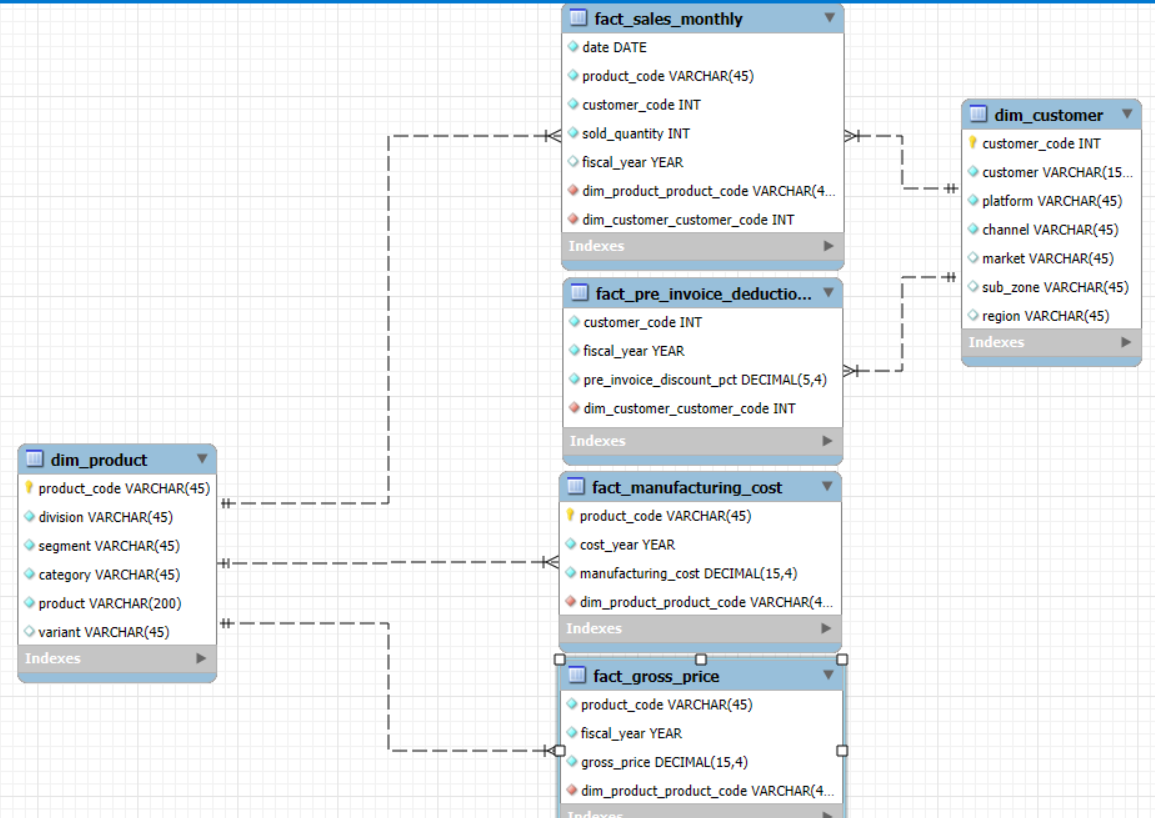 fact_sales_monthly
date DATE
product_code VARCHAR(45)
customer_code INT
sold_quantity INT
fiscal_year YEAR
dim_product_product_code VARCHAR(4...
dim_customer_customer_code INT
Indexes
dim_customer
customer_code INT
customer VARCHAR(15...
platform VARCHAR(45)
channel VARCHAR(45)
market VARCHAR(45)
sub_zone VARCHAR(45)
region VARCHAR(45)
Indexes
fact_pre_invoice_deductio...
customer_code INT
fiscal_year YEAR
pre_invoice_discount_pct DECIMAL(5,4)
dim_customer_customer_code INT
Indexes
dim_product
product_code VARCHAR(45)
division VARCHAR(45)
segment VARCHAR(45)
category VARCHAR(45)
product VARCHAR(200)
variant VARCHAR(45)
Indexes
fact_manufacturing_cost
product_code VARCHAR(45)
cost_year YEAR
manufacturing_cost DECIMAL(15,4)
dim_product_product_code VARCHAR(4...
Indexes
fact_gross_price
product_code VARCHAR(45)
fiscal_year YEAR
gross_price DECIMAL(15,4)
dim_product_product_code VARCHAR(4...
Indexes